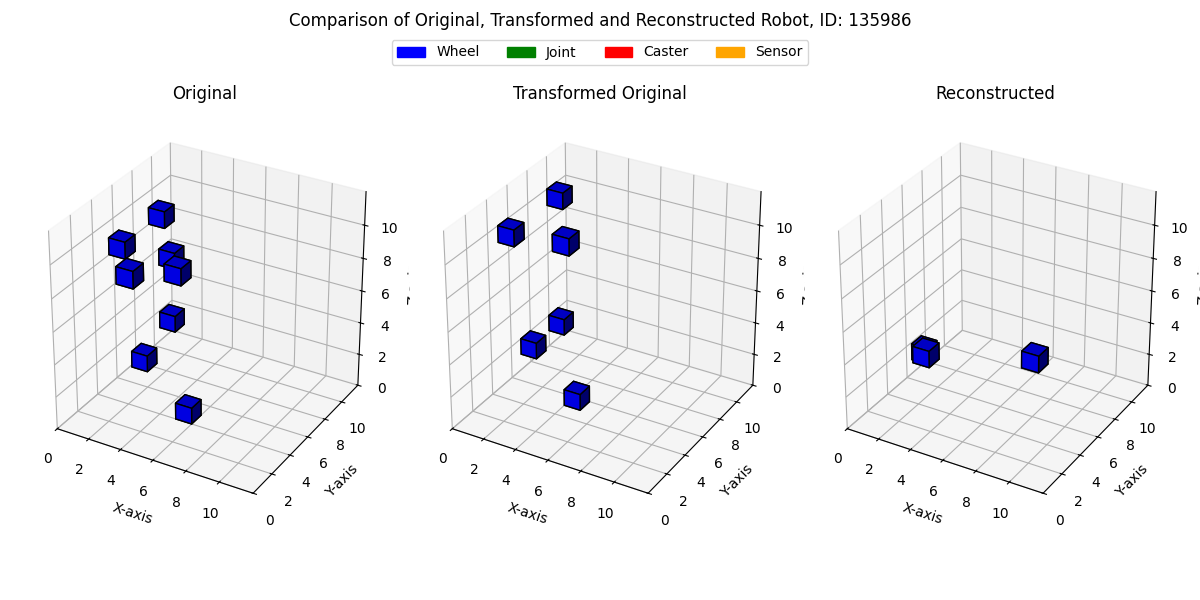 Comparison of Original, Transformed and Reconstructed Robot, ID: 135986
Wheel Joint Caster Sensor
Original Transformed Original Reconstructed
10
8
6
4
2
0
0 2 4 6 8 10
X-axis
0 2 4 6 8 10
Y-axis
10
8
6
4
2
0
0 2 4 6 8 10
X-axis
0 2 4 6 8 10
Y-axis
10
8
6
4
2
0
0 2 4 6 8 10
X-axis
0 2 4 6 8 10
Y-axis